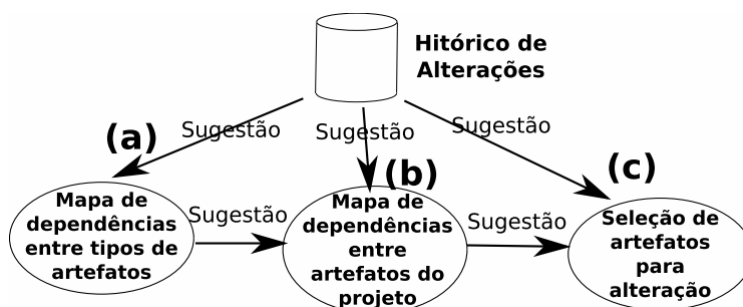 Hitórico de
Alterações
(a)
Sugestão
Sugestão
Sugestão
(b)
(c)
Mapa de
dependências
entre tipos de
artefatos
Sugestão
Mapa de
dependências
entre
artefatos do
projeto
Sugestão
Seleção de
artefatos
para
alteração